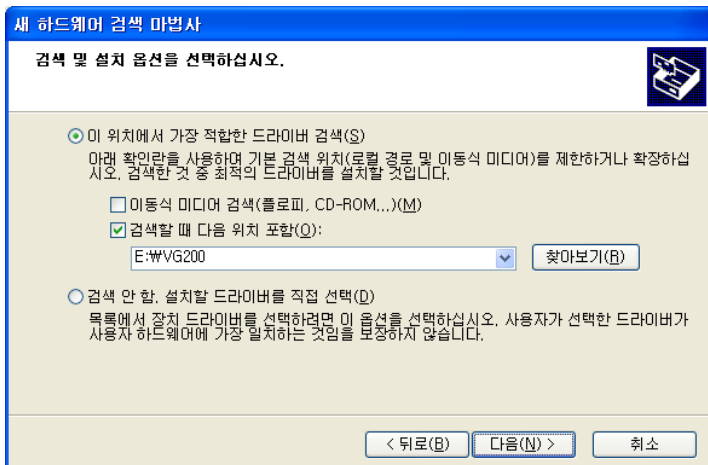 새 하드웨어 검색 마법사
검색 및 설치 옵션을 선택하십시오.
이 위치에서 가장 적합한 드라이버 검색(S)
아래 확인란을 사용하여 기본 검색 위치(로컬 경로 및 이동식 미디어)를 제한하거나 확장하십
시오. 검색한 것 중 최적의 드라이버를 설치할 것입니다.
이동식 미디어 검색(플로피, CD-ROM...)(M)
검색할 때 다음 위치 포함(O):
E:₩VG200
찾아보기(R)
검색 안 함. 설치할 드라이버를 직접 선택(D)
목록에서 장치 드라이버를 선택하려면 이 옵션을 선택하십시오. 사용자가 선택한 드라이버가
사용자 하드웨어에 가장 일치하는 것임을 보장하지 않습니다.
< 뒤로(B) 다음(N) > 취소